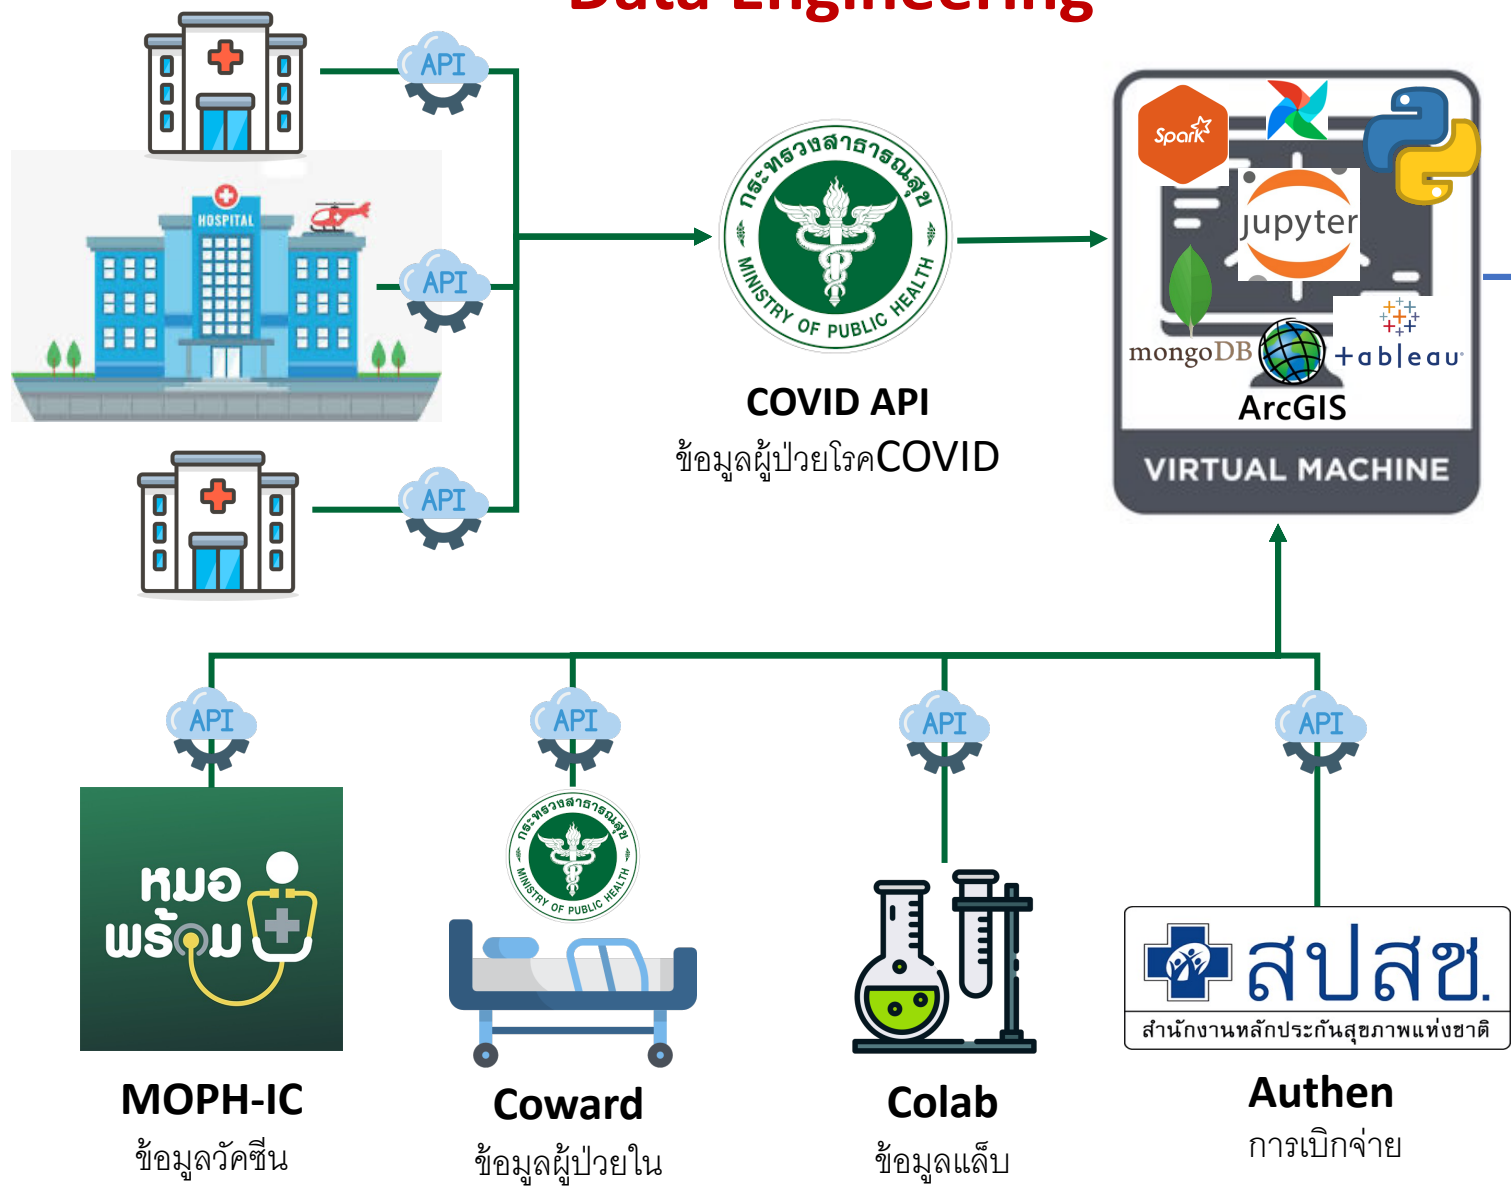 Data Engineering
API
API
API
HOSPITAL
กระทรวงสาธารณสุข
MINISTRY OF PUBLIC HEALTH
COVID API
ข้อมูลผู้ป่วยโรคCOVID
Spark
jupyter
mongoDB
+ableau
ArcGIS
VIRTUAL MACHINE
API
API
API
API
หมอ
พร้อม
กระทรวงสาธารณสุข
MINISTRY OF PUBLIC HEALTH
สปสช.
สำนักงานหลักประกันสุขภาพแห่งชาติ
MOPH-IC
ข้อมูลวัคซีน
Coward
ข้อมูลผู้ป่วยใน
Colab
ข้อมูลแล็บ
Authen
การเบิกจ่าย